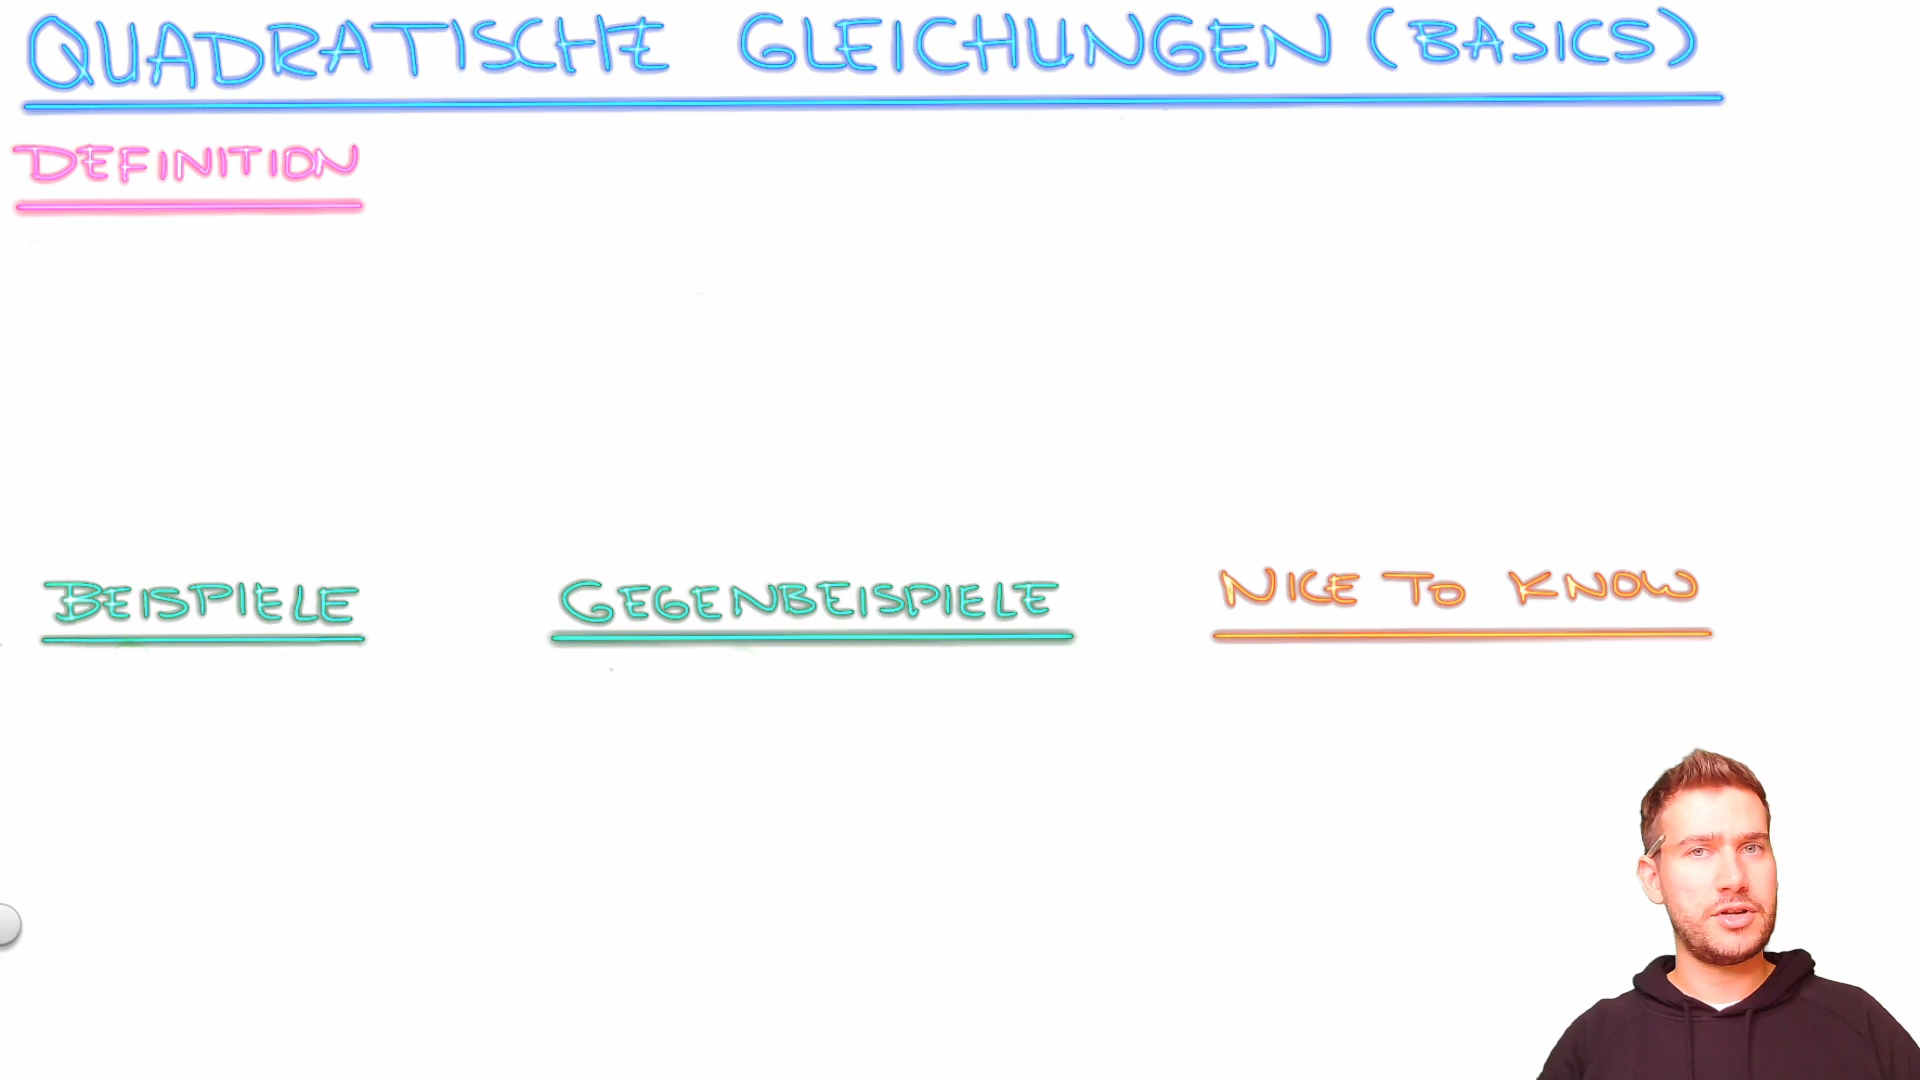 QUADRATISCHE GLEICHUNGEN (BASICS)
DEFINITION
BEISPIELE
GEGENBEISPIELE
NICE TO KNOW